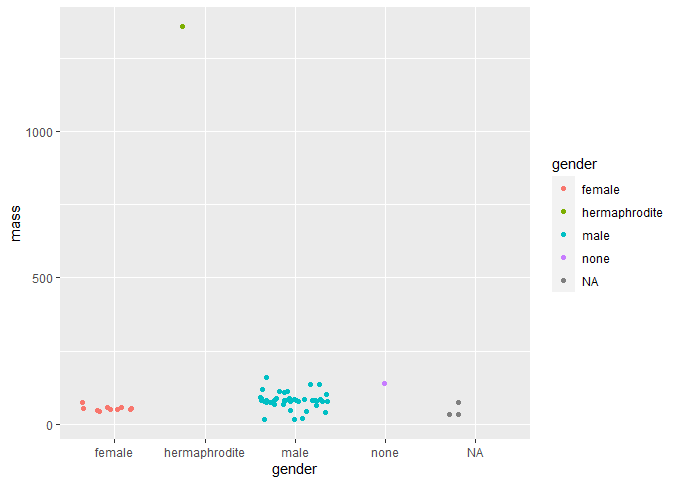 mass
1000
500
0
female
hermaphrodite
male
none
NA
gender
gender
female
hermaphrodite
male
none
NA